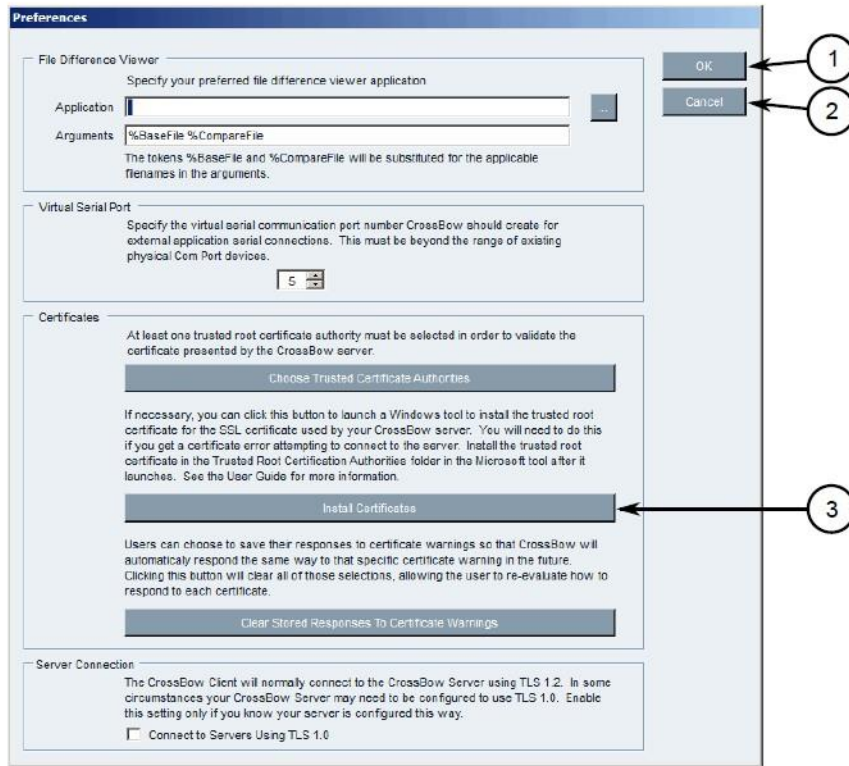 Preferences
File Difference Viewer
Specify your preferred file difference viewer application
Application
...
Arguments
%BaseFile %CompareFile
The tokens %BaseFile and %CompareFile will be substituted for the applicable
filenames in the arguments.
OK
1
Cancel
2
Virtual Serial Port
Specify the virtual serial communication port number CrossBow should create for
external application serial connections. This must be beyond the range of existing
physical Com Port devices.
5
Certificates
At least one trusted root certificate authority must be selected in order to validate the
certificate presented by the CrossBow server.
Choose Trusted Certificate Authorities
If necessary, you can click this button to launch a Windows tool to install the trusted root
certificate for the SSL certificate used by your CrossBow server. You will need to do this
if you get a certificate error attempting to connect to the server. Install the trusted root
certificate in the Trusted Root Certification Authorities folder in the Microsoft tool after it
launches. See the User Guide for more information.
Install Certificates
3
Users can choose to save their responses to certificate warnings so that CrossBow will
automaticaly respond the same way to that specific certificate warning in the future.
Clicking this button will clear all of those selections, allowing the user to re-evaluate how to
respond to each certificate.
Clear Stored Responses To Certificate Warnings
Server Connection
The CrossBow Client will normally connect to the CrossBow Server using TLS 1.2. In some
circumstances your CrossBow Server may need to be configured to use TLS 1.0. Enable
this setting only if you know your server is configured this way.
Connect to Servers Using TLS 1.0